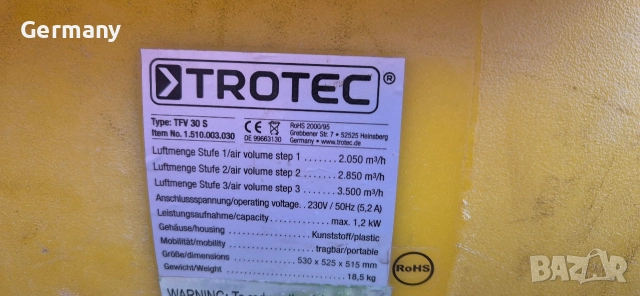 Germany
TROTEC®
Type: TFV 30 S
Item No. 1.510.003.030
CE
DE 99663130
RoHS 2000/95
Grebbener Str. 7 • 52525 Heinsberg
Germany • www.trotec.de
Luftmenge Stufe 1/air volume step 1 ....... 2.050 m³/h
Luftmenge Stufe 2/air volume step 2 ....... 2.850 m³/h
Luftmenge Stufe 3/air volume step 3 ....... 3.500 m³/h
Anschlussspannung/operating voltage.. 230V / 50Hz (5,2 A)
Leistungsaufnahme/capacity ............ max. 1,2 kW
Gehäuse/housing ............ Kunststoff/plastic
Mobilität/mobility ............ tragbar/portable
Größe/dimensions ............ 530 x 525 x 515 mm
Gewicht/Weight ............ 18,5 kg
RoHS
WARNING: To
BAZAR